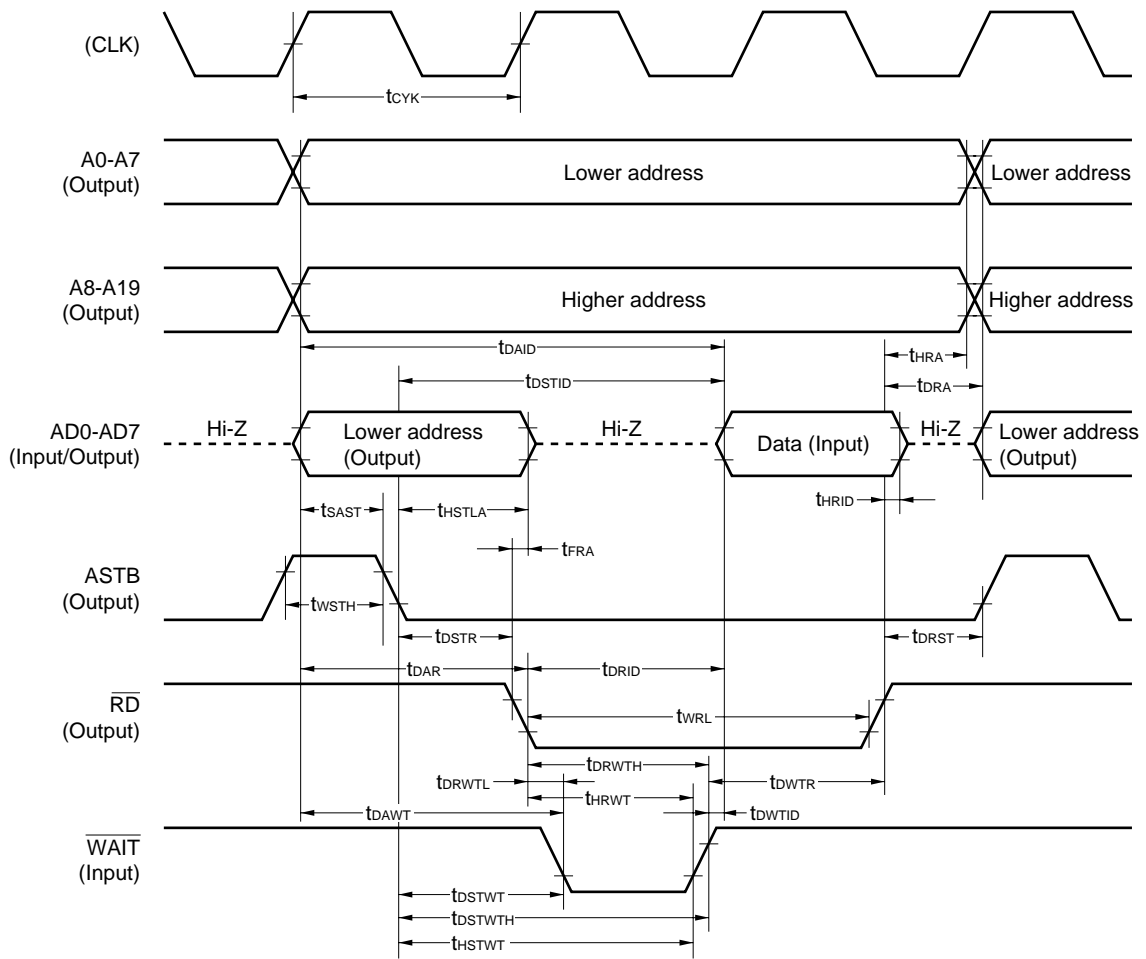 (CLK)
tCYK
A0-A7
(Output)
Lower address
Lower address
A8-A19
(Output)
Higher address
Higher address
tDAID
tHRA
tDSTID
tDRA
AD0-AD7
(Input/Output)
Hi-Z
Lower address
(Output)
Hi-Z
Data (Input)
Hi-Z
Lower address
(Output)
tSAST
tHSTLA
tHRID
tFRA
ASTB
(Output)
tWSTH
tDSTR
tDRST
tDAR
tDRID
RD
(Output)
tWRL
tDRWTH
tDRWTL
tDWTR
tHRWT
tDAWT
tDWTID
WAIT
(Input)
tDSTWT
tDSTWTH
tHSTWT